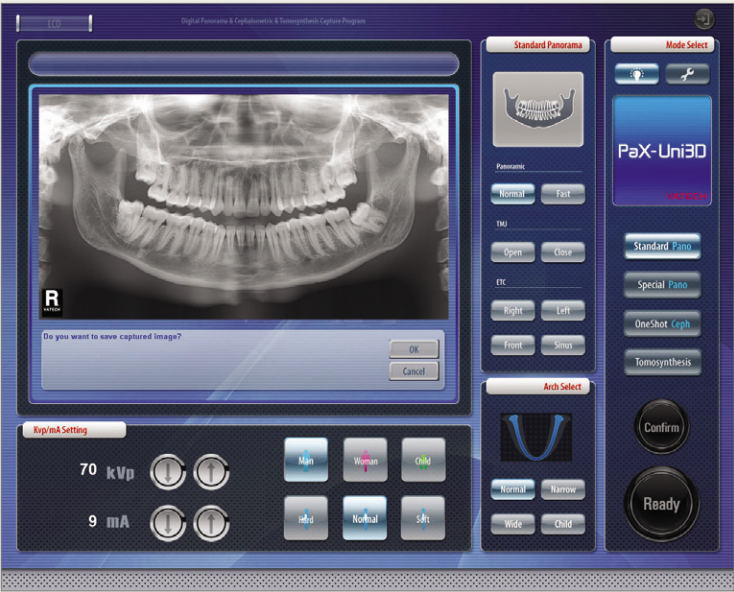 LCD
Digital Panorama & Cephalometric & Tomosynthesis Capture Program
R
VATECH
Do you want to save captured image?
OK
Cancel
Kvp/mA Setting
70 kVp
9 mA
Man
Woman
Child
Hard
Normal
Soft
Standard Panorama
Panoramic
Normal
Fast
TMJ
Open
Close
ETC
Right
Left
Front
Sinus
Arch Select
Normal
Narrow
Wide
Child
Mode Select
PaX-Uni3D
Standard Pano
Special Pano
OneShot Ceph
Tomosynthesis
Confirm
Ready